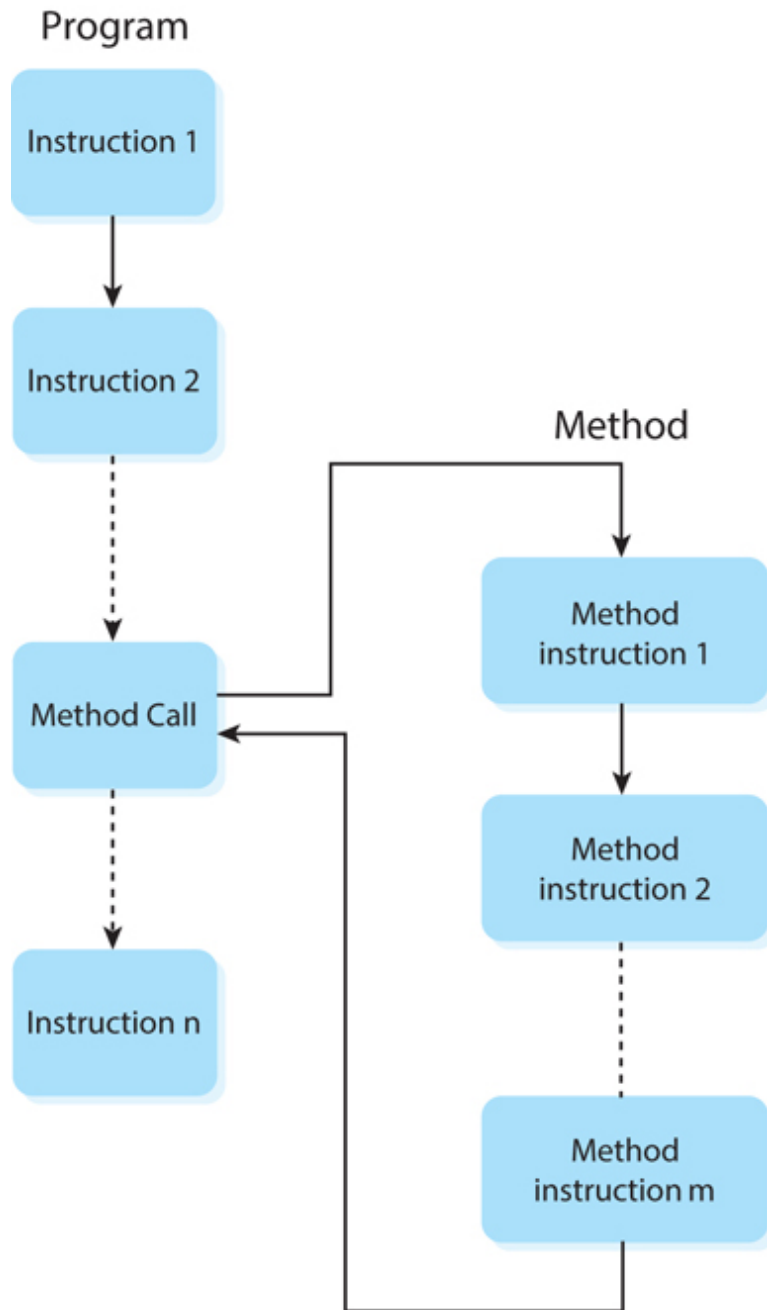 Program
Instruction 1
Instruction 2
Method Call
Instruction n
Method
Method
instruction 1
Method
instruction 2
Method
instruction m